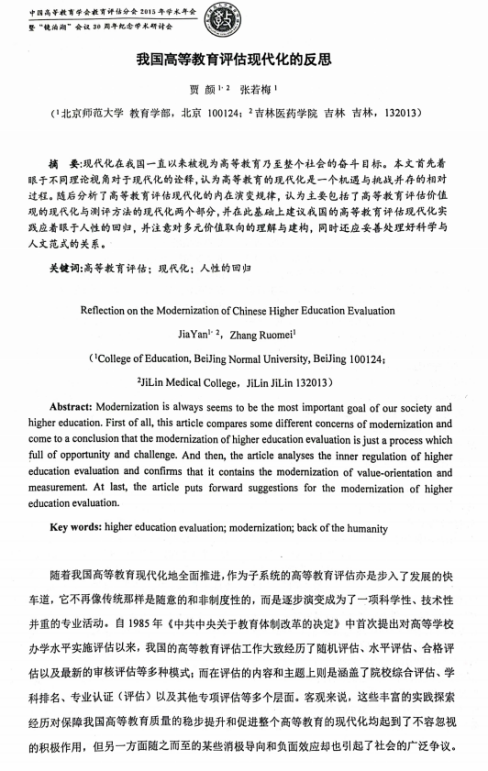 中国高等教育学会教育评估分会 2015 年学术年会
暨“镜泊湖”会议 30 周年纪念学术研讨会
我国高等教育评估现代化的反思
贾 颜1, 2 张若梅1
(1北京师范大学 教育学部, 北京 100124; 2吉林医药学院 吉林 吉林, 132013)
摘 要:现代化在我国一直以来被视为高等教育乃至整个社会的奋斗目标。本文首先着
眼于不同理论视角对于现代化的诠释,认为高等教育的现代化是一个机遇与挑战并存的相对
过程。随后分析了高等教育评估现代化的内在演变规律,认为主要包括了高等教育评估价值
观的现代化与测评方法的现代化两个部分,并在此基础上建议我国的高等教育评估现代化实
践应着眼于人性的回归,并注意对多元价值取向的理解与建构,同时还应妥善处理好科学与
人文范式的关系。
关键词:高等教育评估; 现代化; 人性的回归
Reflection on the Modernization of Chinese Higher Education Evaluation
JiaYan1, 2, Zhang Ruomei1
(1College of Education, BeiJing Normal University, BeiJing 100124;
2JiLin Medical College, JiLin JiLin 132013)
Abstract: Modernization is always seems to be the most important goal of our society and
higher education. First of all, this article compares some different concerns of modernization and
come to a conclusion that the modernization of higher education evaluation is just a process which
full of opportunity and challenge. And then, the article analyses the inner regulation of higher
education evaluation and confirms that it contains the modernization of value-orientation and
measurement. At last, the article puts forward suggestions for the modernization of higher
education evaluation.
Key words: higher education evaluation; modernization; back of the humanity
随着我国高等教育现代化地全面推进,作为子系统的高等教育评估亦是步入了发展的快
车道,它不再像传统那样是随意的和非制度性的,而是逐步演变成为了一项科学性、技术性
并重的专业活动。自 1985 年《中共中央关于教育体制改革的决定》中首次提出对高等学校
办学水平实施评估以来,我国的高等教育评估工作大致经历了随机评估、水平评估、合格评
估以及最新的审核评估等多种模式;而在评估的内容和主题上则是涵盖了院校综合评估、学
科排名、专业认证(评估)以及其他专项评估等多个层面。客观来说,这些丰富的实践探索
经历对保障我国高等教育质量的稳步提升和促进整个高等教育的现代化均起到了不容忽视
的积极作用,但另一方面随之而至的某些消极导向和负面效应却也引起了社会的广泛争议。